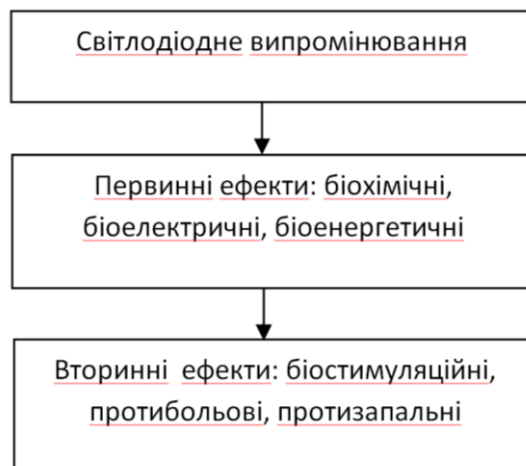 Світлодіодне випромінювання
Первинні ефекти: біохімічні,
біоелектричні, біоенергетичні
Вторинні ефекти: біостимуляційні,
протибольові, протизапальні